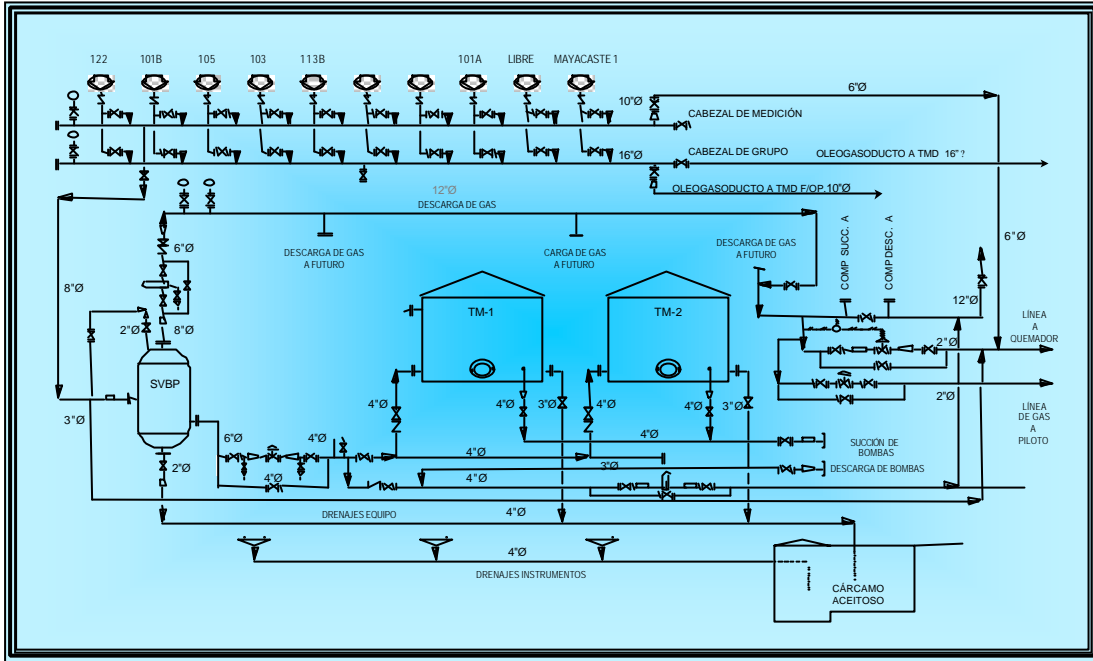 122
101B
105
103
113B
101A
LIBRE
MAYACASTE 1
10"Ø
6"Ø
CABEZAL DE MEDICIÓN
16"Ø
CABEZAL DE GRUPO
OLEOGASODUCTO A TMD 16" ?
OLEOGASODUCTO A TMD F/OP. 10"Ø
12"Ø
DESCARGA DE GAS
6"Ø
DESCARGA DE GAS
A FUTURO
CARGA DE GAS
A FUTURO
DESCARGA DE GAS
A FUTURO
COMP SUCC. A
COMP DESC. A
6"Ø
8"Ø
2"Ø
8"Ø
TM-1
TM-2
12"Ø
LÍNEA
A
QUEMADOR
2"Ø
SVBP
2"Ø
LÍNEA
DE GAS
A
PILOTO
3"Ø
4"Ø
4"Ø
3"Ø
4"Ø
4"Ø
3"Ø
6"Ø
4"Ø
4"Ø
4"Ø
SUCCIÓN DE
BOMBAS
2"Ø
4"Ø
4"Ø
3"Ø
DESCARGA DE BOMBAS
DRENAJES EQUIPO
4"Ø
4"Ø
DRENAJES INSTRUMENTOS
CÁRCAMO
ACEITOSO